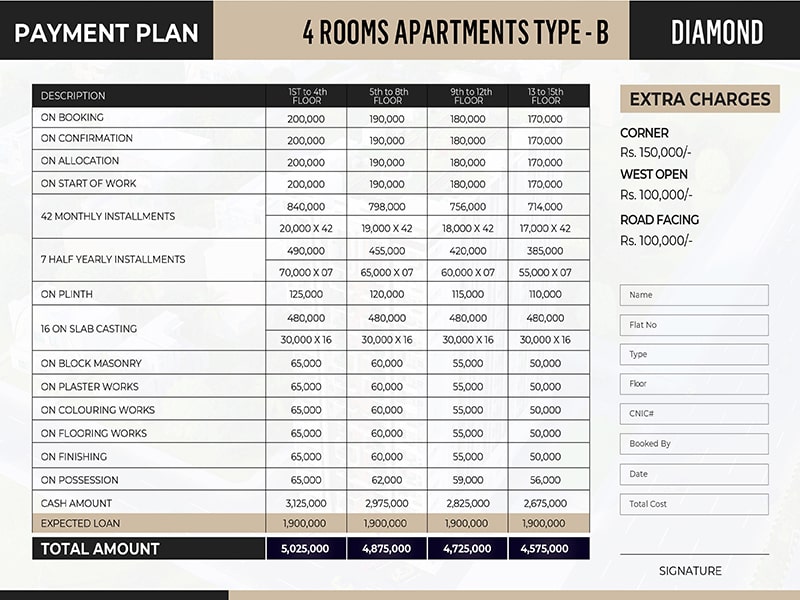 PAYMENT PLAN 4 ROOMS APARTMENTS TYPE - B DIAMOND
DESCRIPTION 1ST to 4th FLOOR 5th to 8th FLOOR 9th to 12th FLOOR 13 to 15th FLOOR
ON BOOKING 200,000 190,000 180,000 170,000
ON CONFIRMATION 200,000 190,000 180,000 170,000
ON ALLOCATION 200,000 190,000 180,000 170,000
ON START OF WORK 200,000 190,000 180,000 170,000
42 MONTHLY INSTALLMENTS 840,000 798,000 756,000 714,000
20,000 X 42 19,000 X 42 18,000 X 42 17,000 X 42
7 HALF YEARLY INSTALLMENTS 490,000 455,000 420,000 385,000
70,000 X 07 65,000 X 07 60,000 X 07 55,000 X 07
ON PLINTH 125,000 120,000 115,000 110,000
16 ON SLAB CASTING 480,000 480,000 480,000 480,000
30,000 X 16 30,000 X 16 30,000 X 16 30,000 X 16
ON BLOCK MASONRY 65,000 60,000 55,000 50,000
ON PLASTER WORKS 65,000 60,000 55,000 50,000
ON COLOURING WORKS 65,000 60,000 55,000 50,000
ON FLOORING WORKS 65,000 60,000 55,000 50,000
ON FINISHING 65,000 60,000 55,000 50,000
ON POSSESSION 65,000 62,000 59,000 56,000
CASH AMOUNT 3,125,000 2,975,000 2,825,000 2,675,000
EXPECTED LOAN 1,900,000 1,900,000 1,900,000 1,900,000
TOTAL AMOUNT 5,025,000 4,875,000 4,725,000 4,575,000
EXTRA CHARGES
CORNER
Rs. 150,000/-
WEST OPEN
Rs. 100,000/-
ROAD FACING
Rs. 100,000/-
Name
Flat No
Type
Floor
CNIC#
Booked By
Date
Total Cost
SIGNATURE